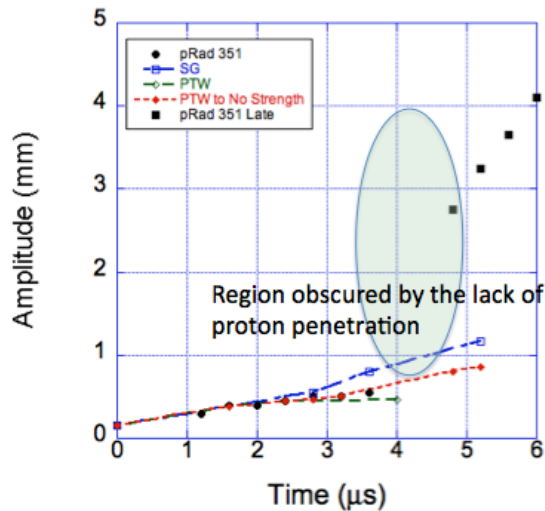 pRad 351
SG
PTW
PTW to No Strength
pRad 351 Late
5
4
3
2
1
0
Amplitude (mm)
Region obscured by the lack of
proton penetration
0 1 2 3 4 5 6
Time (μs)